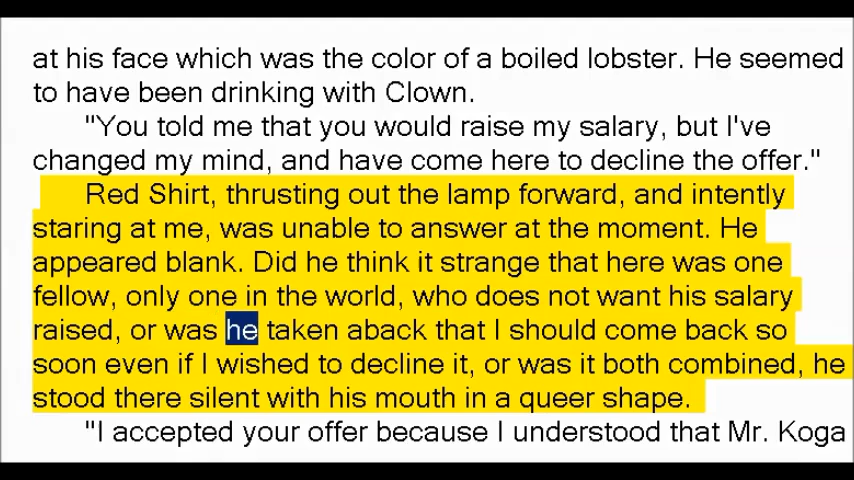 at his face which was the color of a boiled lobster. He seemed
to have been drinking with Clown.
"You told me that you would raise my salary, but I've
changed my mind, and have come here to decline the offer."
Red Shirt, thrusting out the lamp forward, and intently
staring at me, was unable to answer at the moment. He
appeared blank. Did he think it strange that here was one
fellow, only one in the world, who does not want his salary
raised, or was he taken aback that I should come back so
soon even if I wished to decline it, or was it both combined, he
stood there silent with his mouth in a queer shape.
"I accepted your offer because I understood that Mr. Koga